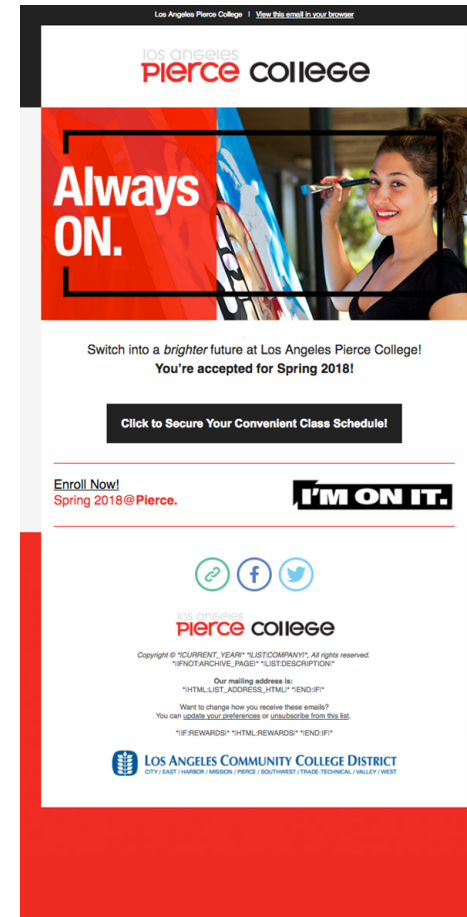 Los Angeles Pierce College | View this email in your browser
los angeles
Pierce college
Always
ON.
Switch into a brighter future at Los Angeles Pierce College!
You're accepted for Spring 2018!
Click to Secure Your Convenient Class Schedule!
Enroll Now!
Spring 2018@Pierce.
I'M ON IT.
los angeles
Pierce college
Copyright © *|CURRENT_YEAR|* *|LIST:COMPANY|*, All rights reserved.
*|IFNOT:ARCHIVE_PAGE|* *|LIST:DESCRIPTION|*
Our mailing address is:
*|HTML:LIST_ADDRESS_HTML|* *|END:IF|*
Want to change how you receive these emails?
You can update your preferences or unsubscribe from this list.
*|IF:REWARDS|* *|HTML:REWARDS|* *|END:IF|*
LOS ANGELES COMMUNITY COLLEGE DISTRICT
CITY / EAST / HARBOR / MISSION / PIERCE / SOUTHWEST / TRADE-TECHNICAL / VALLEY / WEST